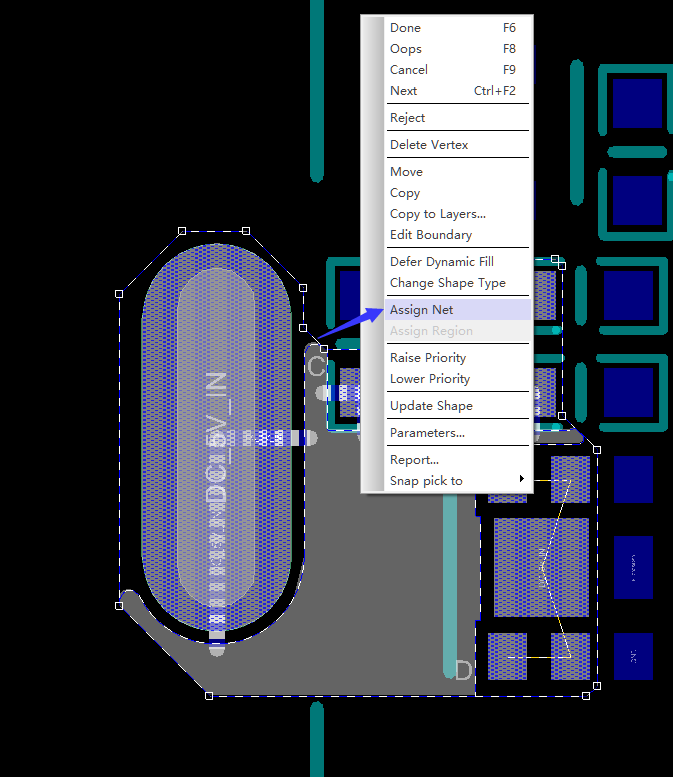 Done F6
Oops F8
Cancel F9
Next Ctrl+F2
Reject
Delete Vertex
Move
Copy
Copy to Layers...
Edit Boundary
Defer Dynamic Fill
Change Shape Type
Assign Net
Assign Region
Raise Priority
Lower Priority
Update Shape
Parameters...
Report...
Snap pick to
C
DC_5V_IN
D